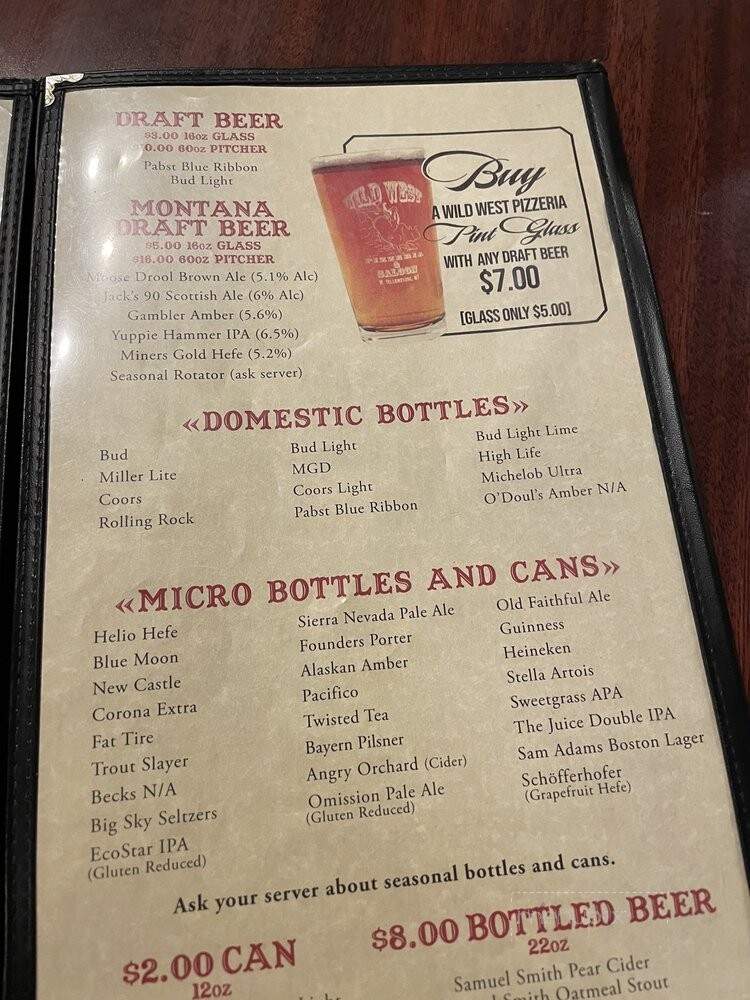 DRAFT BEER
$3.00 16oz GLASS
0.00 60oz PITCHER
Pabst Blue Ribbon
Bud Light
MONTANA
DRAFT BEER
$5.00 16oz GLASS
$16.00 60oz PITCHER
Moose Drool Brown Ale (5.1% Alc)
Jack's 90 Scottish Ale (6% Alc)
Gambler Amber (5.6%)
Yuppie Hammer IPA (6.5%)
Miners Gold Hefe (5.2%)
Seasonal Rotator (ask server)
WILD WEST
PIZZERIA
&
SALOON
W. YELLOWSTONE, MT
Buy
A WILD WEST PIZZERIA
Pint Glass
WITH ANY DRAFT BEER
$7.00
[GLASS ONLY $5.00]
«DOMESTIC BOTTLES»
Bud
Miller Lite
Coors
Rolling Rock
Bud Light
MGD
Coors Light
Pabst Blue Ribbon
Bud Light Lime
High Life
Michelob Ultra
O'Doul's Amber N/A
«MICRO BOTTLES AND CANS»
Helio Hefe
Blue Moon
New Castle
Corona Extra
Fat Tire
Trout Slayer
Becks N/A
Big Sky Seltzers
EcoStar IPA
(Gluten Reduced)
Sierra Nevada Pale Ale
Founders Porter
Alaskan Amber
Pacifico
Twisted Tea
Bayern Pilsner
Angry Orchard (Cider)
Omission Pale Ale
(Gluten Reduced)
Old Faithful Ale
Guinness
Heineken
Stella Artois
Sweetgrass APA
The Juice Double IPA
Sam Adams Boston Lager
Schöfferhofer
(Grapefruit Hefe)
Ask your server about seasonal bottles and cans.
$2.00 CAN
12oz
$8.00 BOTTLED BEER
22oz
Samuel Smith Pear Cider
Smith Oatmeal Stout